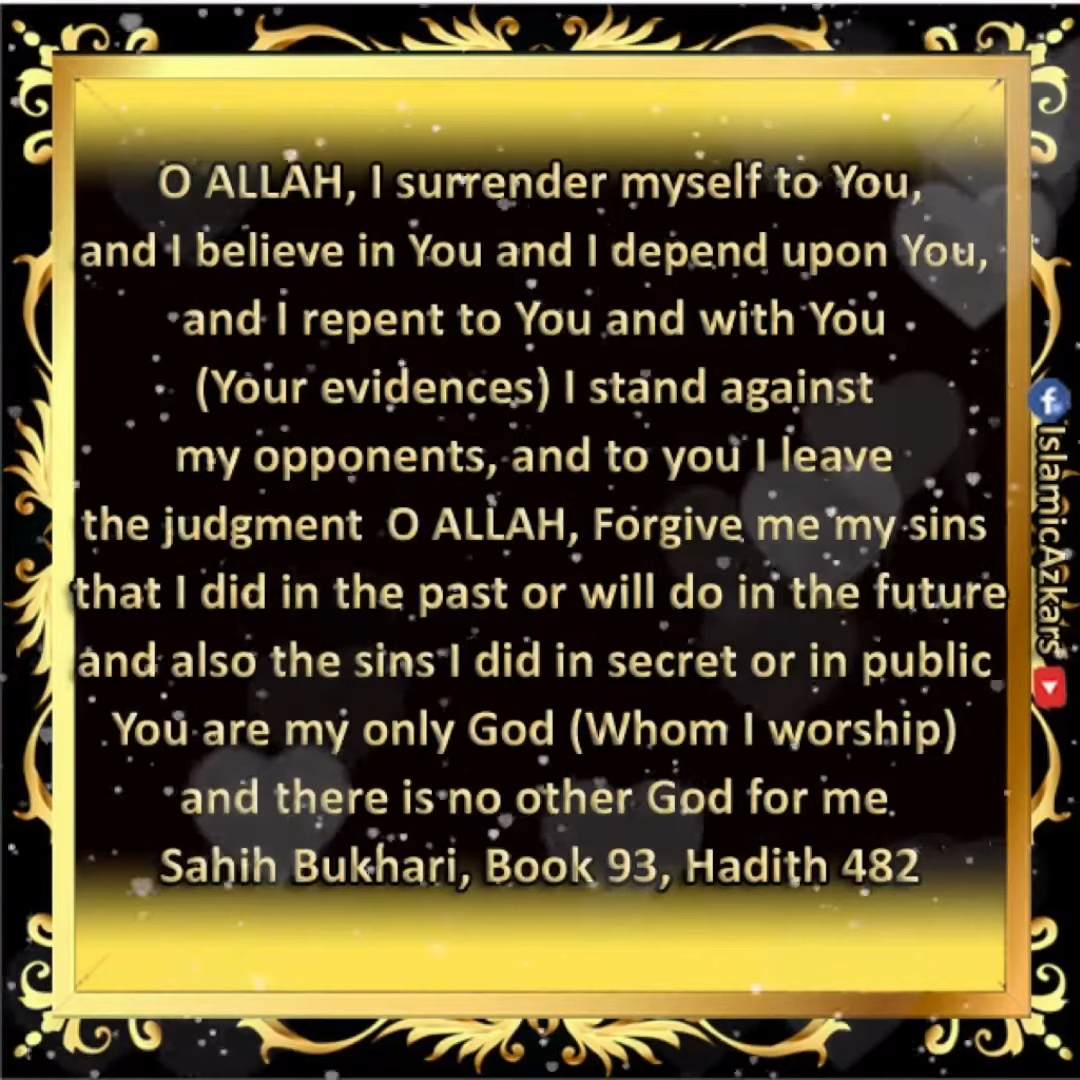 O ALLAH, I surrender myself to You,
and I believe in You and I depend upon You,
and I repent to You and with You
(Your evidences) I stand against
my opponents, and to you I leave
the judgment O ALLAH, Forgive me my sins
that I did in the past or will do in the future
and also the sins I did in secret or in public
You are my only God (Whom I worship)
and there is no other God for me.
Sahih Bukhari, Book 93, Hadith 482
IslamicAzkars